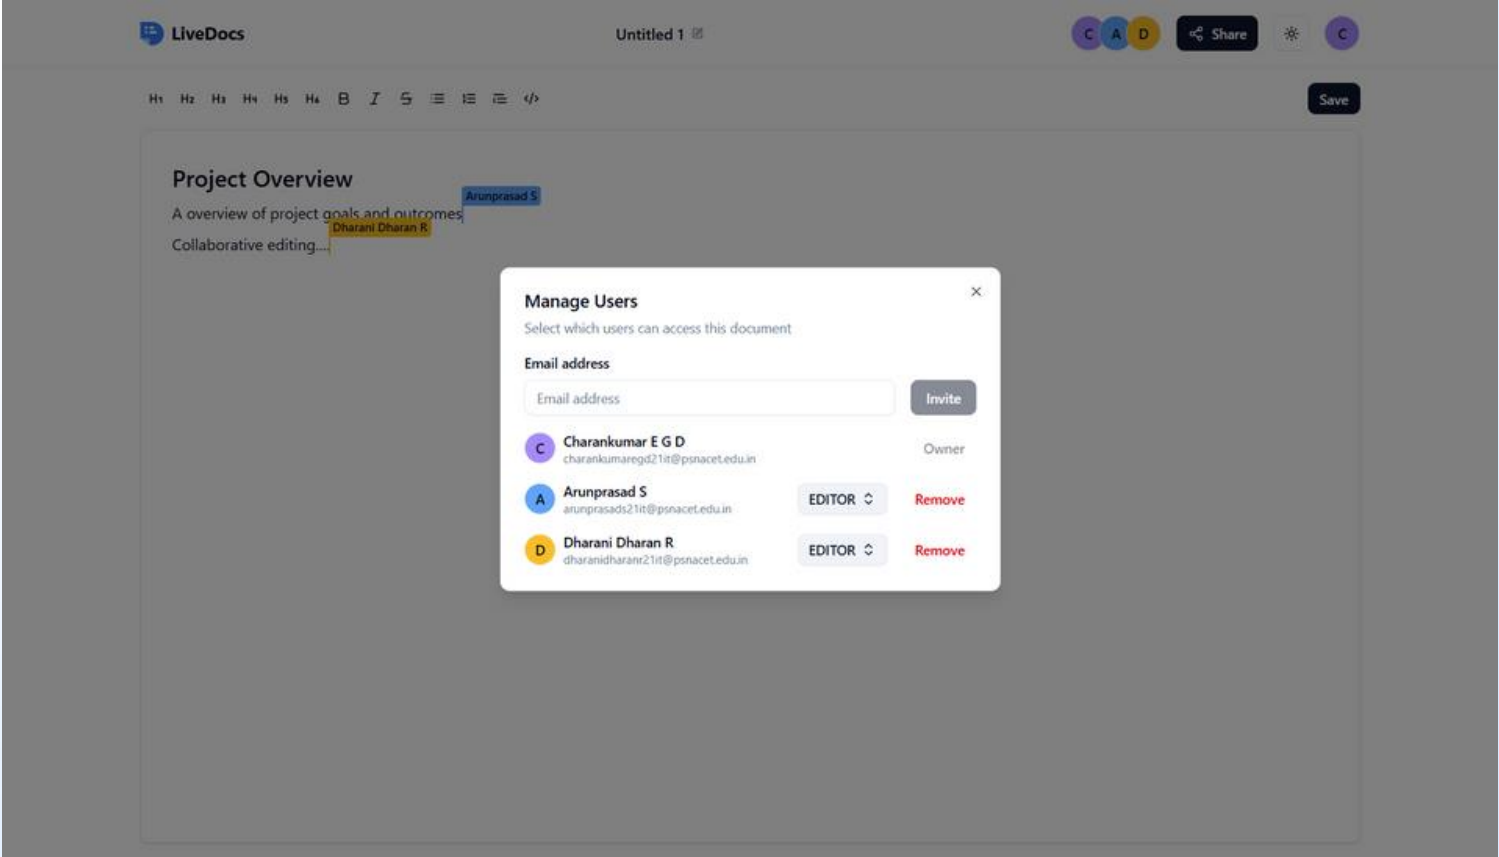 LiveDocs
Untitled 1
C A D
Share
C
H1 H2 H3 H4 H5 H6 B I S </>
Save
Project Overview
Arunprasad S
A overview of project goals and outcomes
Dharani Dharan R
Collaborative editing...
Manage Users
Select which users can access this document
Email address
Email address
Invite
C
Charankumar E G D
Owner
charankumaregd21it@psnacet.edu.in
A
Arunprasad S
EDITOR
Remove
arunprasads21it@psnacet.edu.in
D
Dharani Dharan R
EDITOR
Remove
dharanidharanr21it@psnacet.edu.in